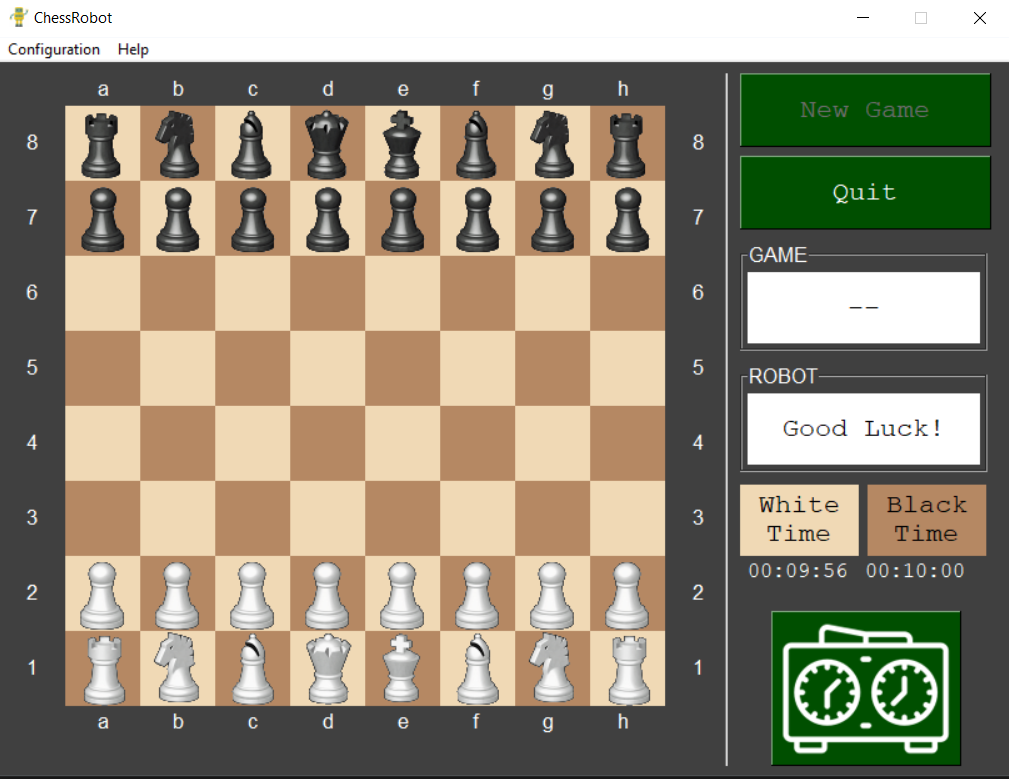 ChessRobot
Configuration Help
a b c d e f g h
8 8
7 7
6 6
5 5
4 4
3 3
2 2
1 1
a b c d e f g h
New Game
Quit
GAME
--
ROBOT
Good Luck!
White
Time
Black
Time
00:09:56 00:10:00